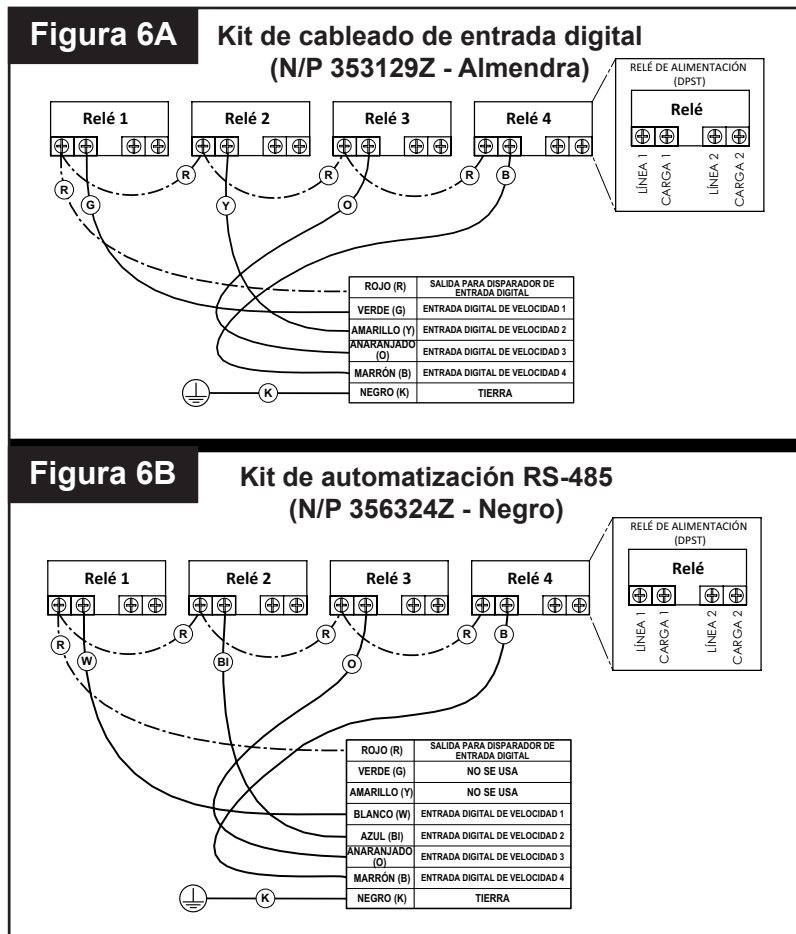 Figura 6A
Kit de cableado de entrada digital
(N/P 353129Z - Almendra)
RELÉ DE ALIMENTACIÓN
(DPST)
Relé
LÍNEA 1
CARGA 1
LÍNEA 2
CARGA 2
Relé 1
Relé 2
Relé 3
Relé 4
R
R
R
R
G
Y
O
B
ROJO (R)
SALIDA PARA DISPARADOR DE
ENTRADA DIGITAL
VERDE (G)
ENTRADA DIGITAL DE VELOCIDAD 1
AMARILLO (Y)
ENTRADA DIGITAL DE VELOCIDAD 2
ANARANJADO
(O)
ENTRADA DIGITAL DE VELOCIDAD 3
MARRÓN (B)
ENTRADA DIGITAL DE VELOCIDAD 4
K
NEGRO (K)
TIERRA
Figura 6B
Kit de automatización RS-485
(N/P 356324Z - Negro)
RELÉ DE ALIMENTACIÓN
(DPST)
Relé
LÍNEA 1
CARGA 1
LÍNEA 2
CARGA 2
Relé 1
Relé 2
Relé 3
Relé 4
R
R
R
R
B
W
Bl
O
ROJO (R)
SALIDA PARA DISPARADOR DE
ENTRADA DIGITAL
VERDE (G)
NO SE USA
AMARILLO (Y)
NO SE USA
BLANCO (W)
ENTRADA DIGITAL DE VELOCIDAD 1
AZUL (Bl)
ENTRADA DIGITAL DE VELOCIDAD 2
ANARANJADO
(O)
ENTRADA DIGITAL DE VELOCIDAD 3
MARRÓN (B)
ENTRADA DIGITAL DE VELOCIDAD 4
K
NEGRO (K)
TIERRA